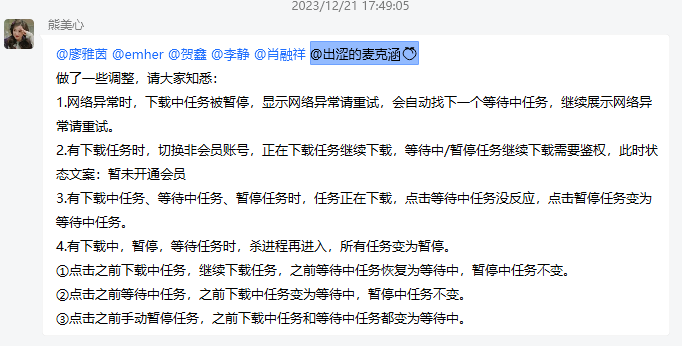 2023/12/21 17:49:05
熊美心
@廖雅茵 @emher @贺鑫 @李静 @肖融祥 @出涩的麦克涵
做了一些调整，请大家知悉：
1.网络异常时，下载中任务被暂停，显示网络异常请重试，会自动找下一个等待中任务，继续展示网络异
常请重试。
2.有下载任务时，切换非会员账号，正在下载任务继续下载，等待中/暂停任务继续下载需要鉴权，此时状
态文案：暂未开通会员
3.有下载中任务、等待中任务、暂停任务时，任务正在下载，点击等待中任务没反应，点击暂停任务变为
等待中任务。
4.有下载中，暂停，等待任务时，杀进程再进入，所有任务变为暂停。
①点击之前下载中任务，继续下载任务，之前等待中任务恢复为等待中，暂停中任务不变。
②点击之前等待中任务，之前下载中任务变为等待中，暂停中任务不变。
③点击之前手动暂停任务，之前下载中任务和等待中任务都变为等待中。